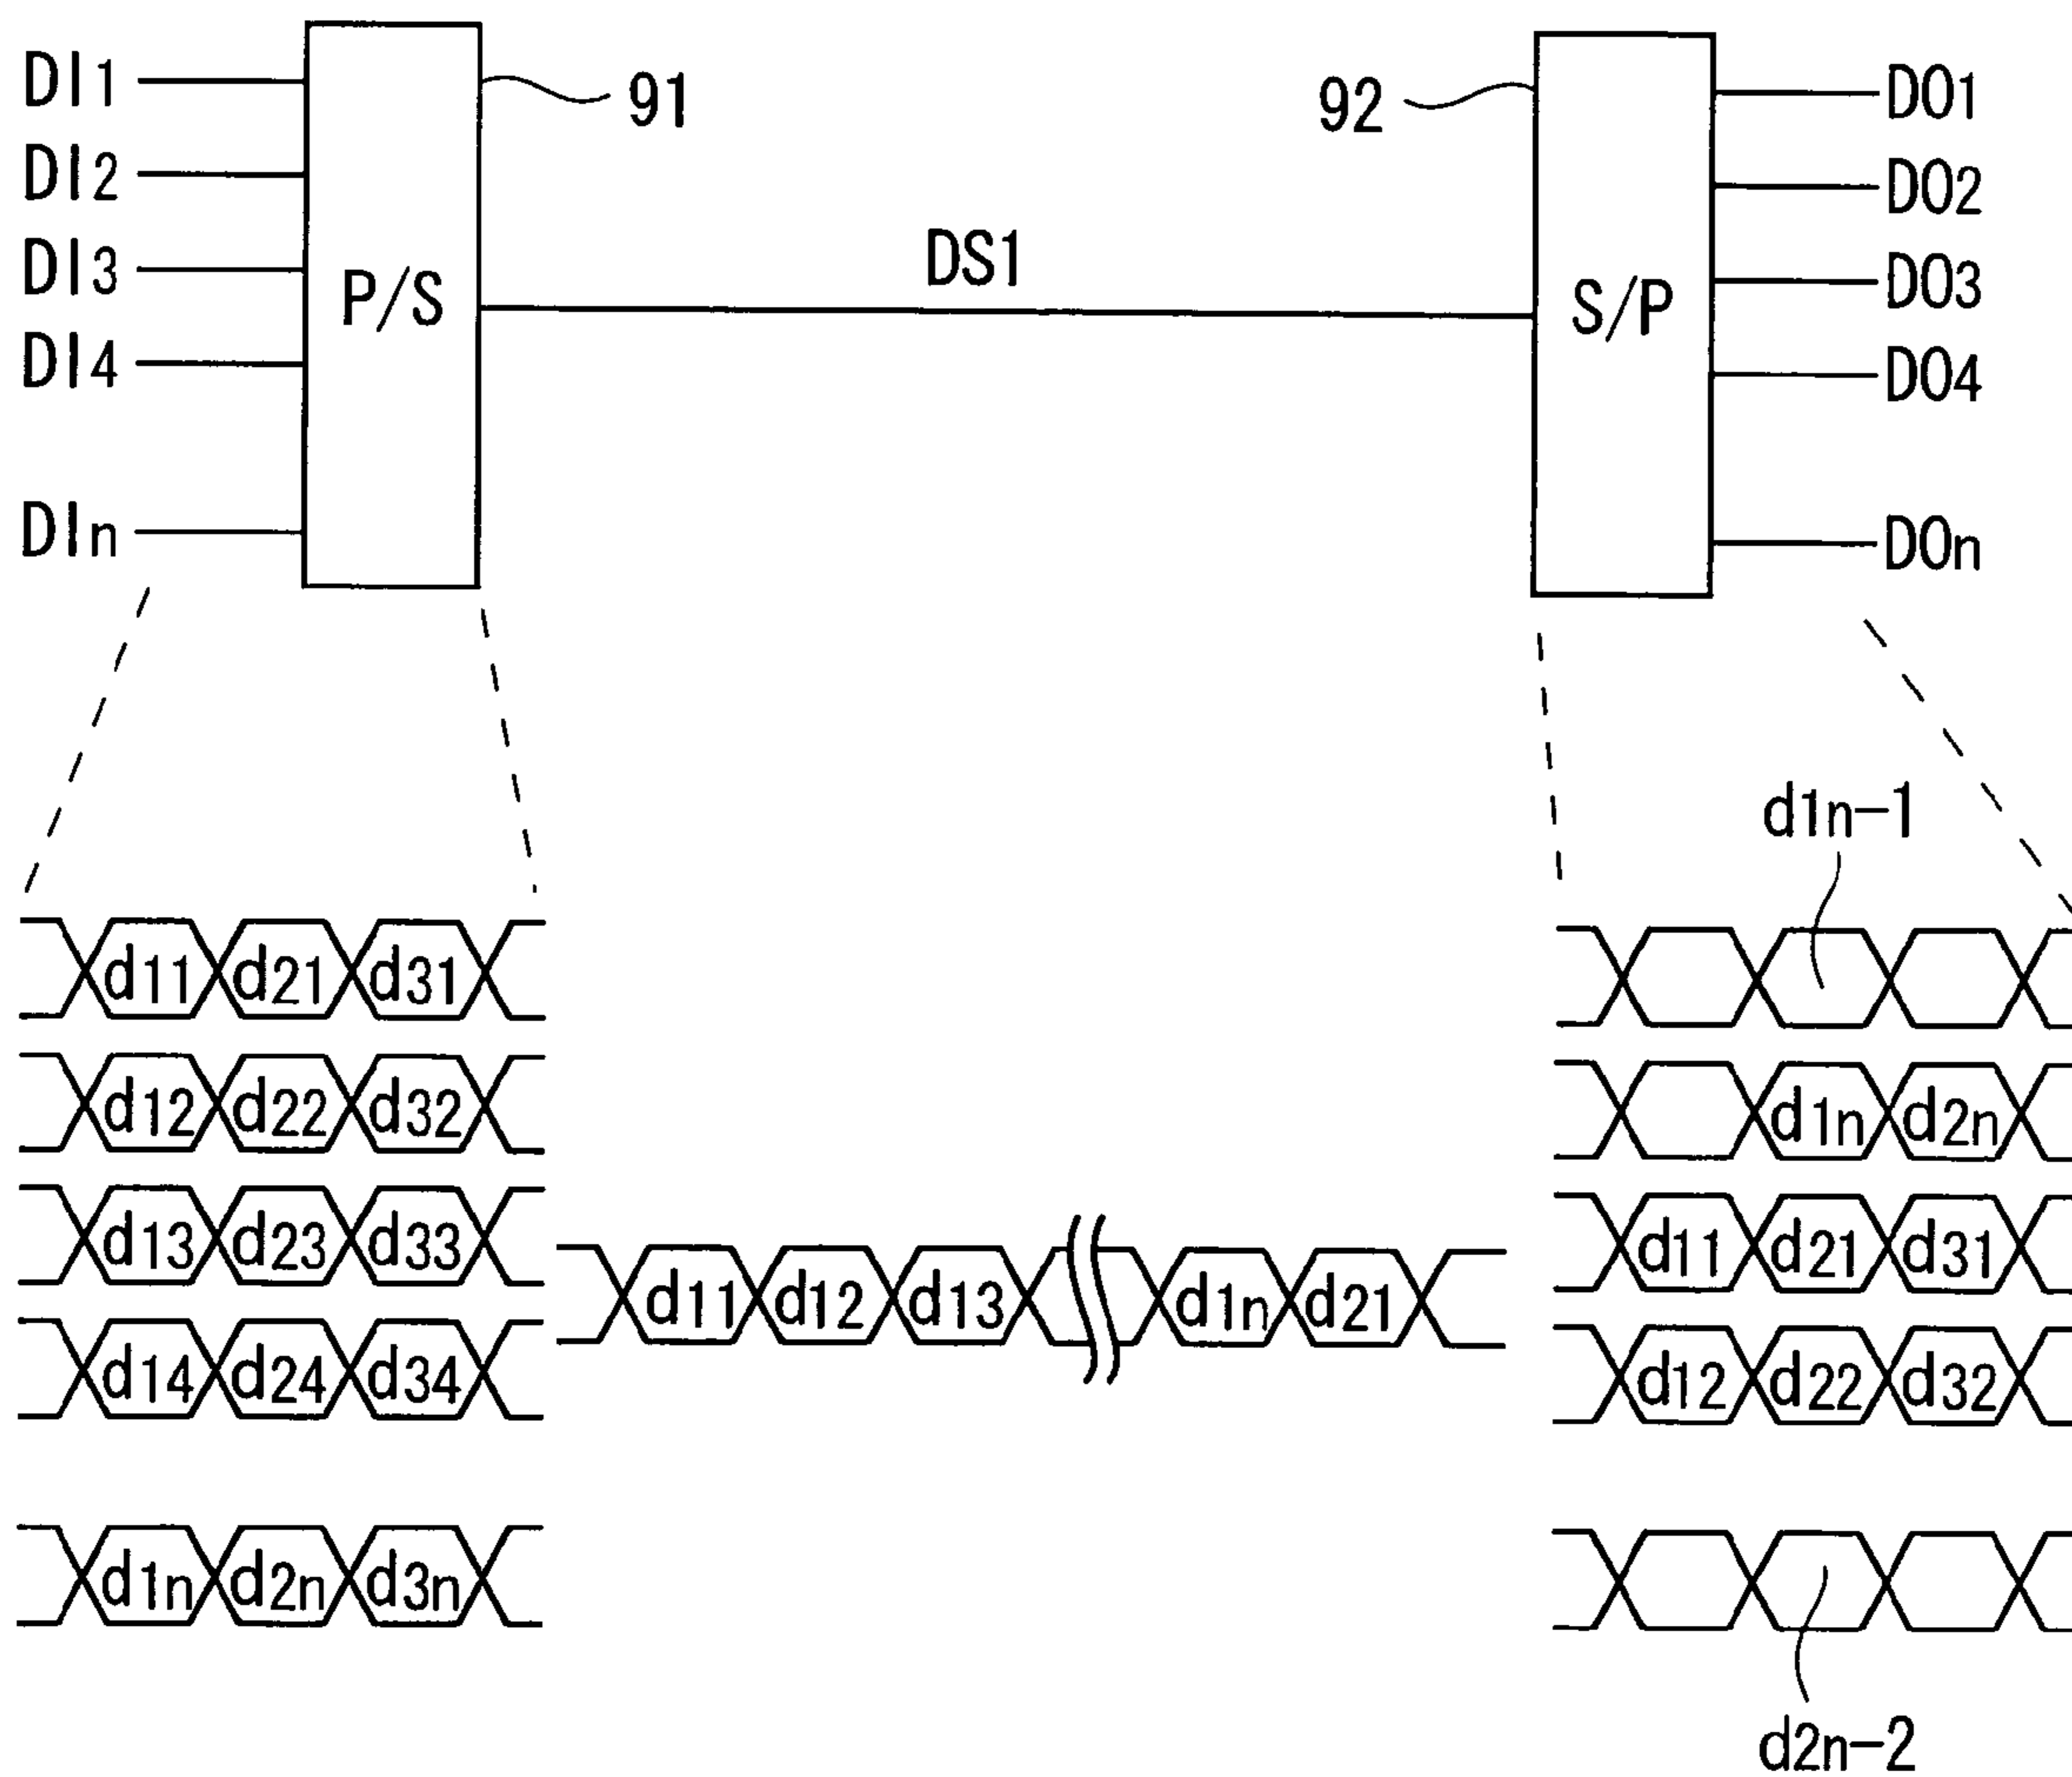 DI1
DI2
DI3
DI4
DIn
P/S
91
DS1
92
S/P
DO1
DO2
DO3
DO4
DOn
d11 d21 d31
d12 d22 d32
d13 d23 d33
d14 d24 d34
d1n d2n d3n
d11 d12 d13 d1n d21
d1n-1
d1n d2n
d11 d21 d31
d12 d22 d32
d2n-2